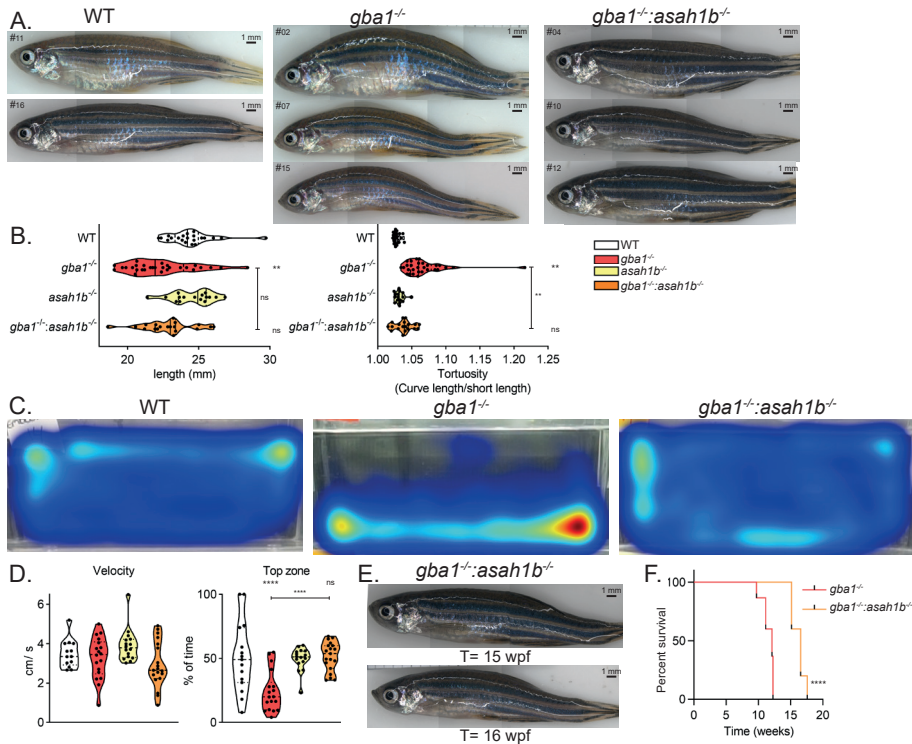 A.
WT
gba1-/-
gba1-/-:asah1b-/-
#11
1 mm
#02
1 mm
#04
1 mm
#16
1 mm
#07
1 mm
#10
1 mm
#15
1 mm
#12
1 mm
B.
WT
gba1-/-
asah1b-/-
gba1-/-:asah1b-/-
**
ns
ns
20
25
30
length (mm)
WT
gba1-/-
gba1-/-
asah1b-/-
asah1b-/-
gba1-/-:asah1b-/-
gba1-/-:asah1b-/-
**
**
ns
1.00
1.05
1.10
1.15
1.20
1.25
Tortuosity
(Curve length/short length)
WT
gba1-/-
gba1-/-:asah1b-/-
C.
D.
Velocity
cm/ s
6
4
2
0
Top zone
% of time
100
50
0
****
****
ns
E.
gba1-/-:asah1b-/-
1 mm
T= 15 wpf
1 mm
T= 16 wpf
F.
Percent survival
100
50
0
0
5
10
15
20
Time (weeks)
gba1-/-
gba1-/-:asah1b-/-
****